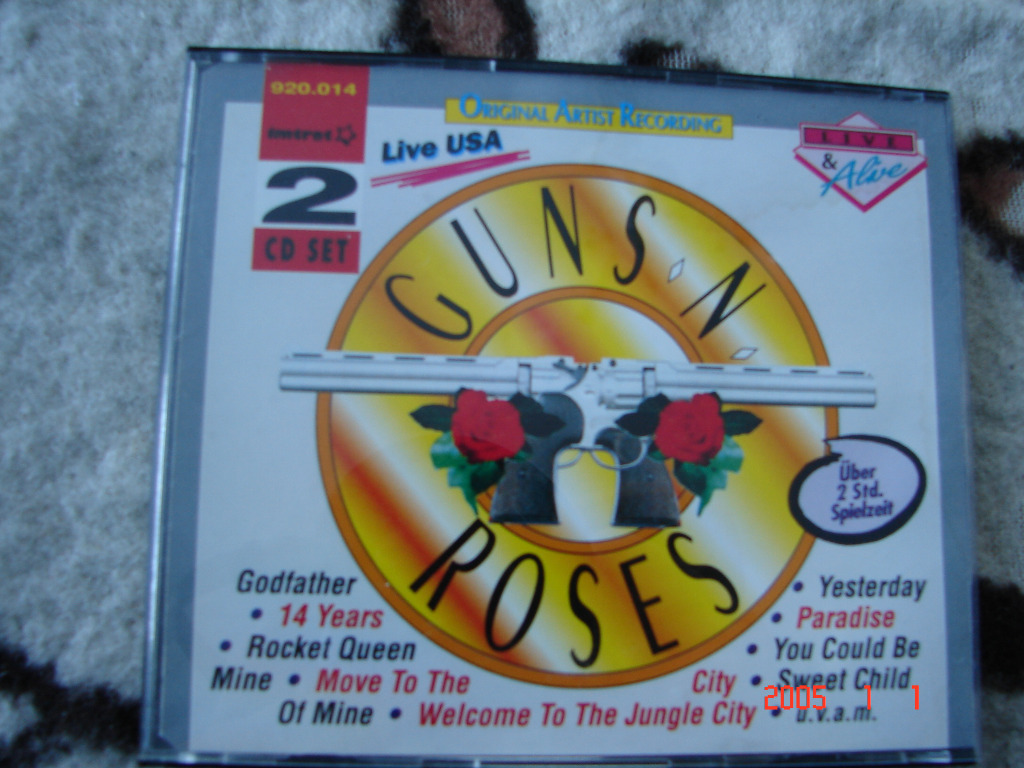 920.014
imtrat
ORIGINAL ARTIST RECORDING
Live USA
LIVE
& Alive
2
CD SET
GUNS N
ROSES
Über
2 Std.
Spielzeit
Godfather • Yesterday
• 14 Years • Paradise
• Rocket Queen • You Could Be
Mine • Move To The City • Sweet Child
Of Mine • Welcome To The Jungle City • u.v.a.m.
2005 1 1